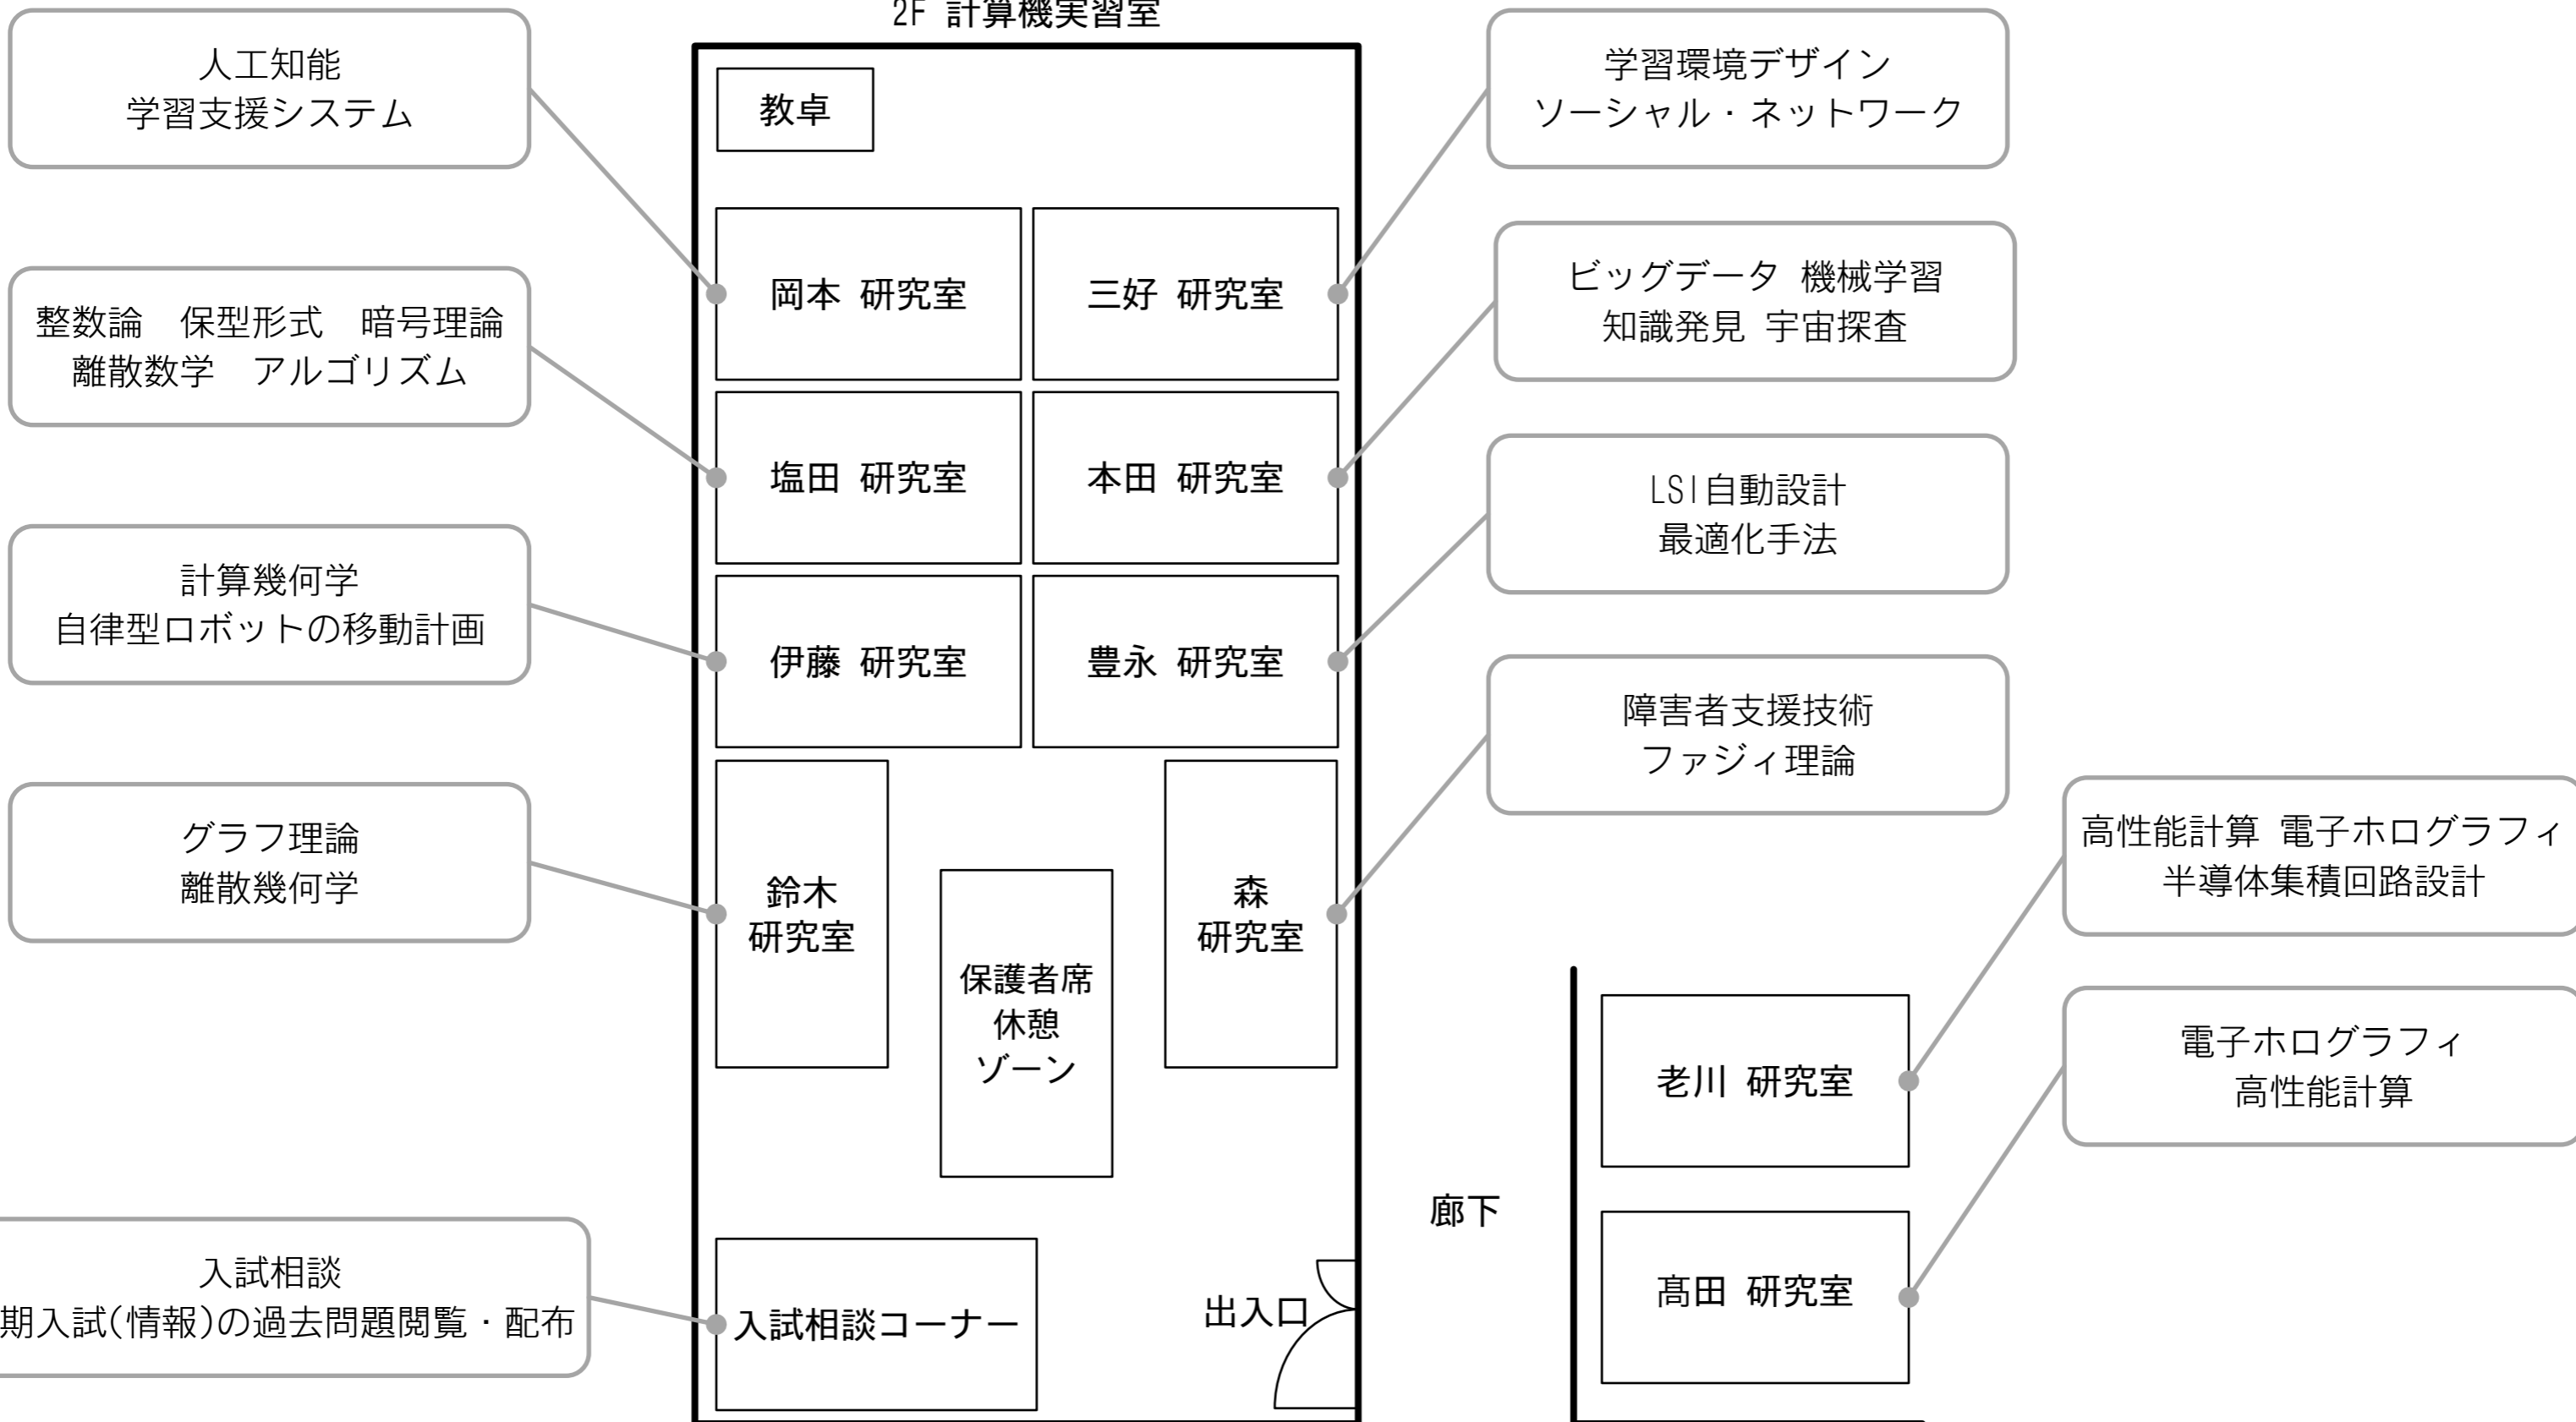 2F 計算機実習室
人工知能
学習支援システム
教卓
学習環境デザイン
ソーシャル・ネットワーク
岡本 研究室
三好 研究室
整数論　保型形式　暗号理論
離散数学　アルゴリズム
ビッグデータ 機械学習
知識発見 宇宙探査
塩田 研究室
本田 研究室
LSI自動設計
最適化手法
計算幾何学
自律型ロボットの移動計画
伊藤 研究室
豊永 研究室
障害者支援技術
ファジィ理論
グラフ理論
離散幾何学
鈴木
研究室
森
研究室
保護者席
休憩
ゾーン
高性能計算 電子ホログラフィ
半導体集積回路設計
老川 研究室
電子ホログラフィ
高性能計算
廊下
入試相談
期入試(情報)の過去問題閲覧・配布
入試相談コーナー
出入口
髙田 研究室